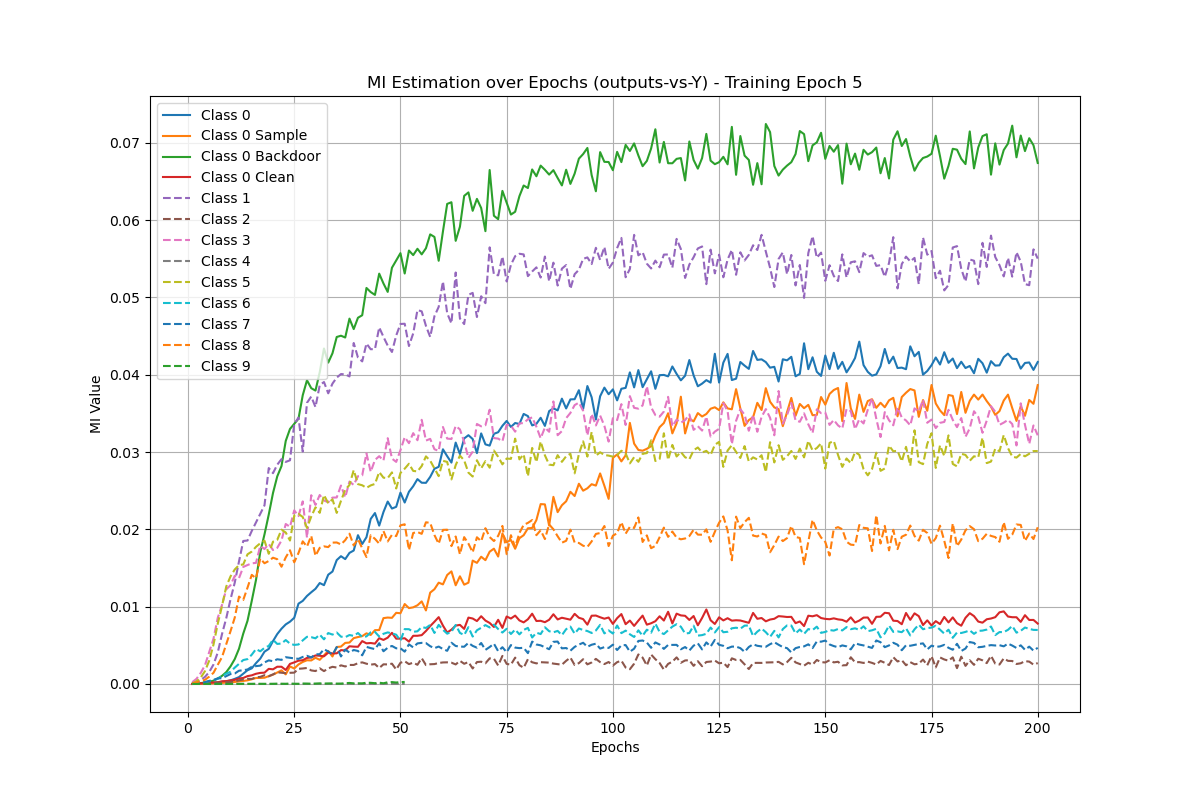 MI Estimation over Epochs (outputs-vs-Y) - Training Epoch 5
Class 0
Class 0 Sample
Class 0 Backdoor
Class 0 Clean
Class 1
Class 2
Class 3
Class 4
Class 5
Class 6
Class 7
Class 8
Class 9
MI Value
0.07
0.06
0.05
0.04
0.03
0.02
0.01
0.00
0 25 50 75 100 125 150 175 200
Epochs